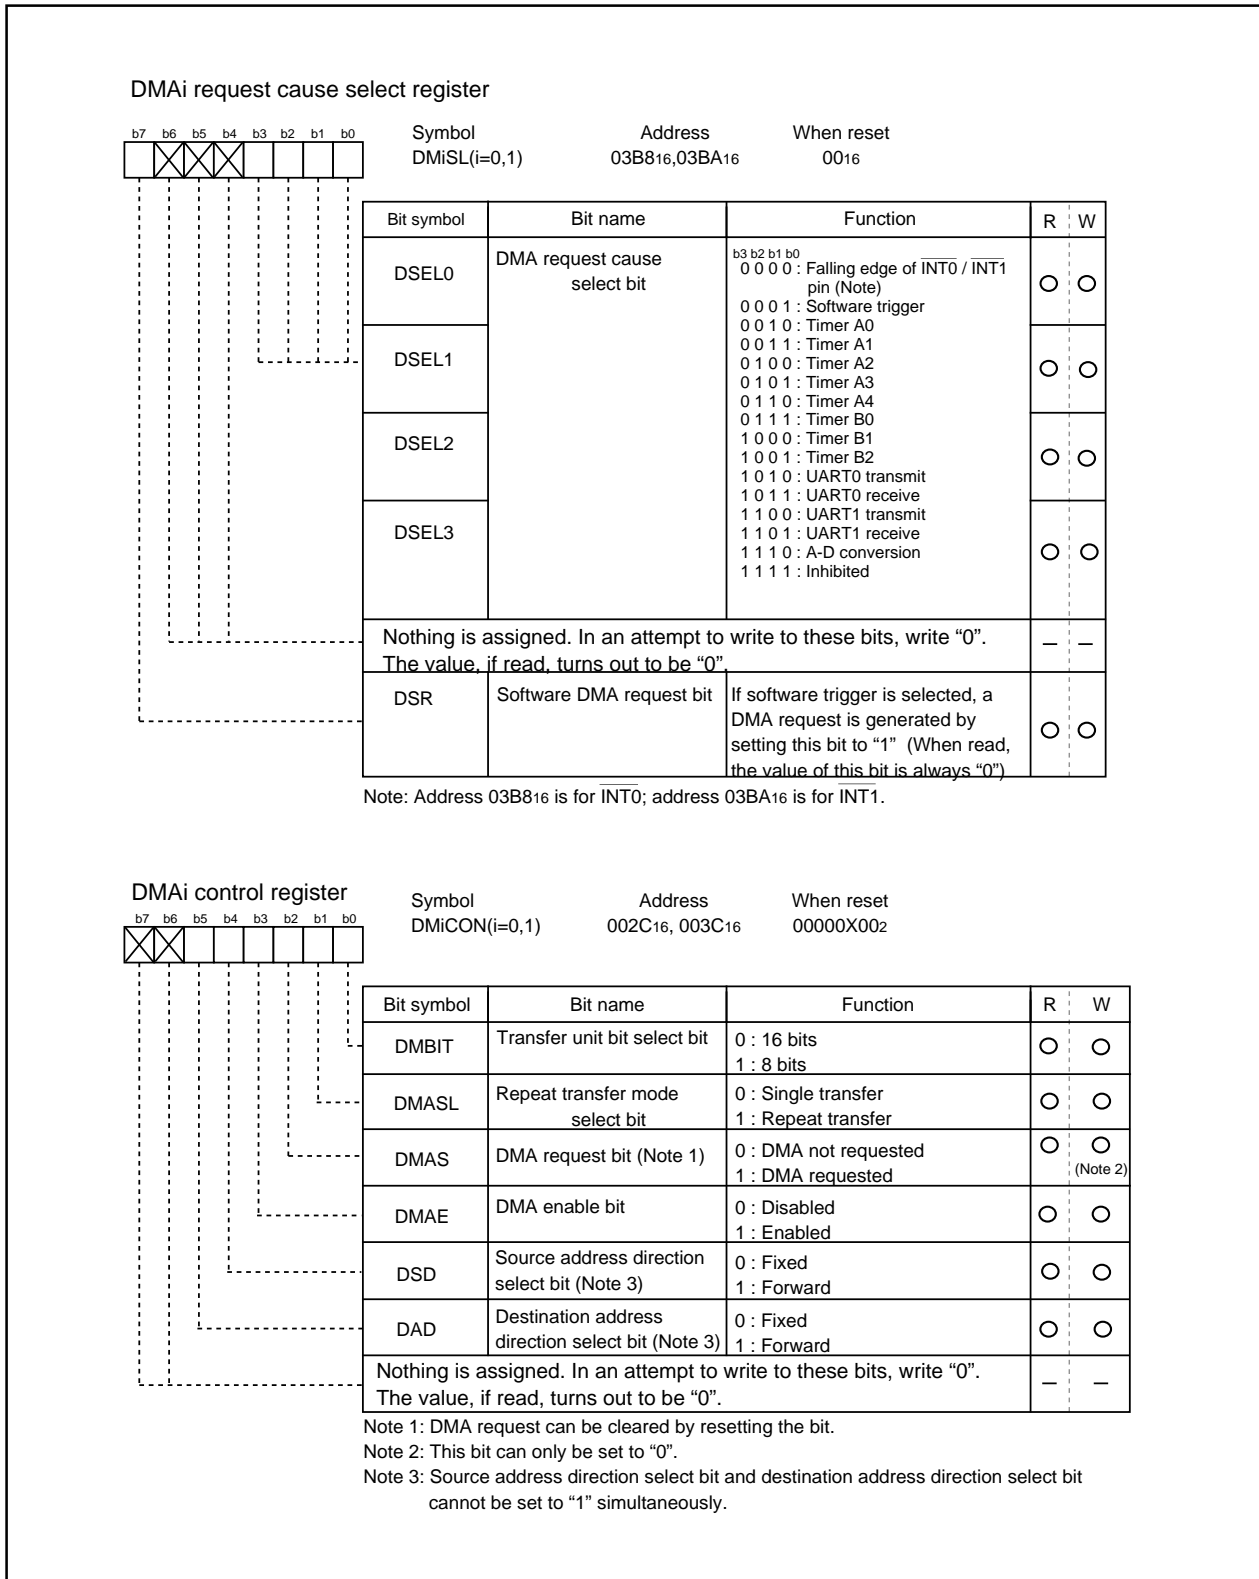 DMAi request cause select register
b7 b6 b5 b4 b3 b2 b1 b0
Symbol Address When reset
DMiSL(i=0,1) 03B816,03BA16 0016
Bit symbol Bit name Function R W
DSEL0 DMA request cause select bit
b3 b2 b1 b0
0 0 0 0 : Falling edge of INT0 / INT1
pin (Note)
0 0 0 1 : Software trigger
0 0 1 0 : Timer A0
0 0 1 1 : Timer A1
DSEL1
0 1 0 0 : Timer A2
0 1 0 1 : Timer A3
0 1 1 0 : Timer A4
0 1 1 1 : Timer B0
DSEL2
1 0 0 0 : Timer B1
1 0 0 1 : Timer B2
1 0 1 0 : UART0 transmit
1 0 1 1 : UART0 receive
1 1 0 0 : UART1 transmit
DSEL3
1 1 0 1 : UART1 receive
1 1 1 0 : A-D conversion
1 1 1 1 : Inhibited
Nothing is assigned. In an attempt to write to these bits, write “0”.
The value, if read, turns out to be “0”.
– –
DSR Software DMA request bit If software trigger is selected, a
DMA request is generated by
setting this bit to “1” (When read,
the value of this bit is always “0”)
Note: Address 03B816 is for INT0; address 03BA16 is for INT1.
DMAi control register
b7 b6 b5 b4 b3 b2 b1 b0
Symbol Address When reset
DMiCON(i=0,1) 002C16, 003C16 00000X002
Bit symbol Bit name Function R W
DMBIT Transfer unit bit select bit 0 : 16 bits
1 : 8 bits
DMASL Repeat transfer mode select bit 0 : Single transfer
1 : Repeat transfer
DMAS DMA request bit (Note 1) 0 : DMA not requested
1 : DMA requested
(Note 2)
DMAE DMA enable bit 0 : Disabled
1 : Enabled
DSD Source address direction select bit (Note 3) 0 : Fixed
1 : Forward
DAD Destination address direction select bit (Note 3) 0 : Fixed
1 : Forward
Nothing is assigned. In an attempt to write to these bits, write “0”.
The value, if read, turns out to be “0”.
– –
Note 1: DMA request can be cleared by resetting the bit.
Note 2: This bit can only be set to “0”.
Note 3: Source address direction select bit and destination address direction select bit
cannot be set to “1” simultaneously.